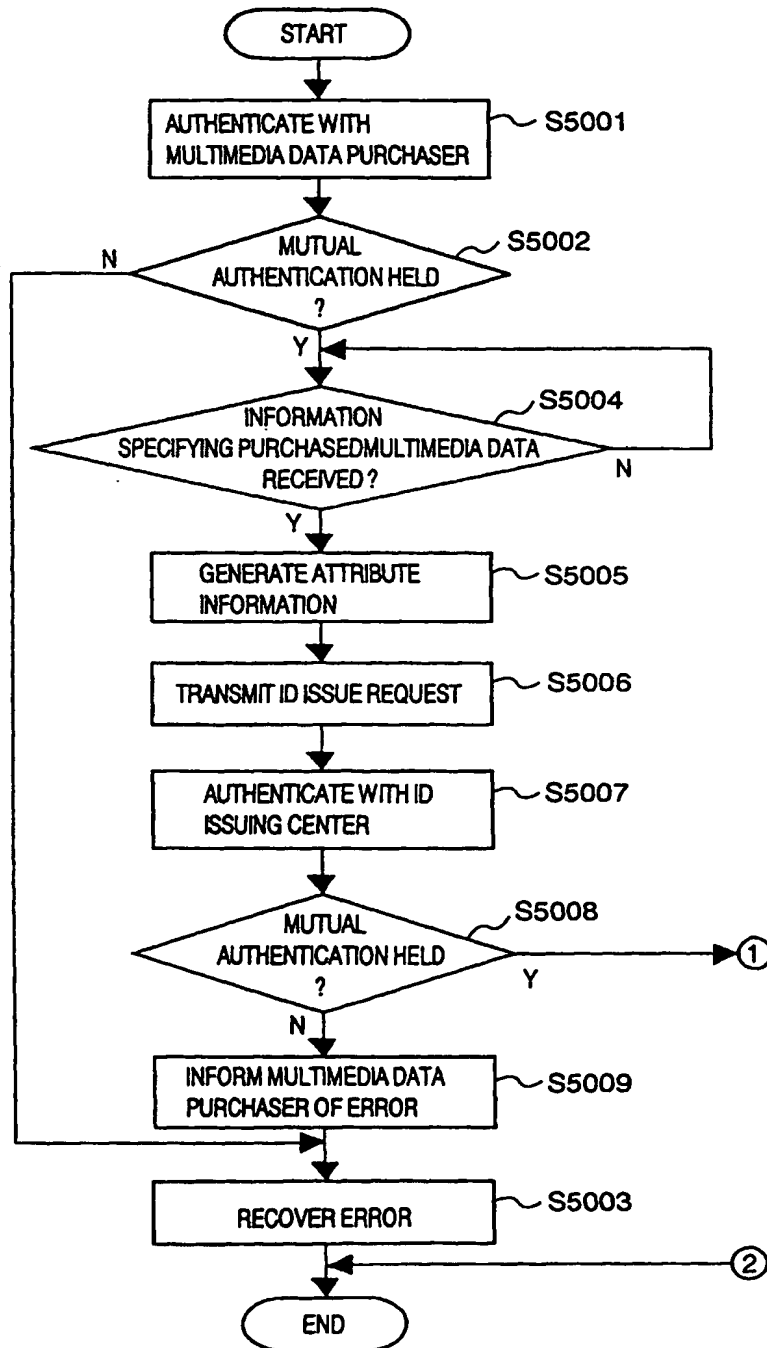 START
AUTHENTICATE WITH
MULTIMEDIA DATA PURCHASER
S5001
MUTUAL
AUTHENTICATION HELD
?
S5002
N
Y
INFORMATION
SPECIFYING PURCHASEDMULTIMEDIA DATA
RECEIVED ?
S5004
N
Y
GENERATE ATTRIBUTE
INFORMATION
S5005
TRANSMIT ID ISSUE REQUEST
S5006
AUTHENTICATE WITH ID
ISSUING CENTER
S5007
MUTUAL
AUTHENTICATION HELD
?
S5008
Y
1
N
INFORM MULTIMEDIA DATA
PURCHASER OF ERROR
S5009
RECOVER ERROR
S5003
2
END